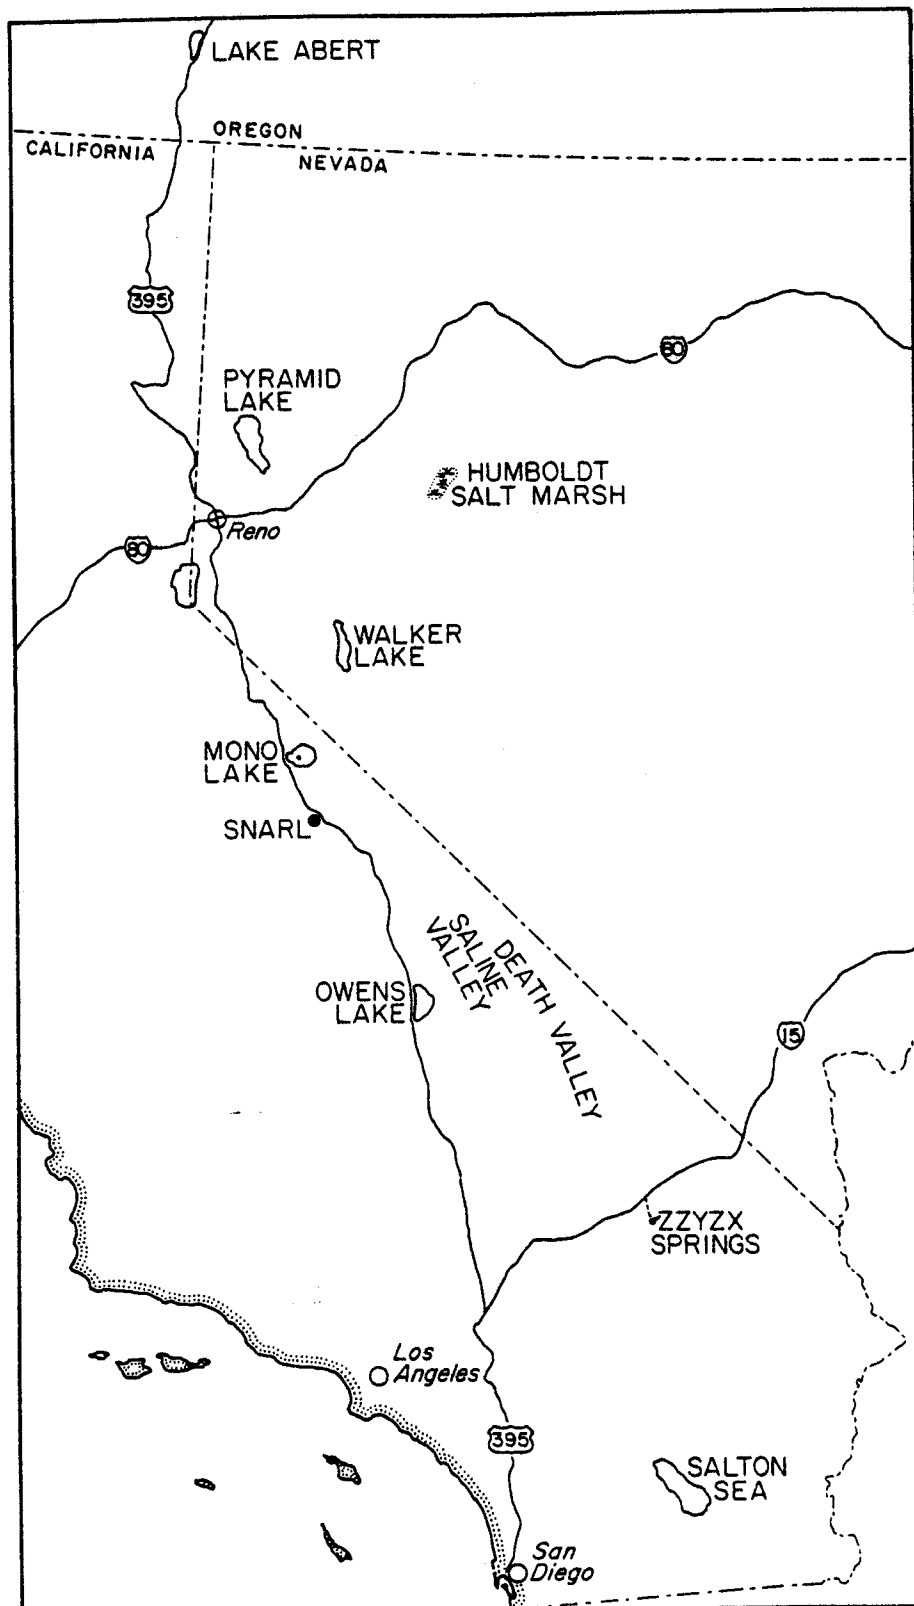 LAKE ABERT
OREGON
CALIFORNIA
NEVADA
395
80
PYRAMID
LAKE
HUMBOLDT
SALT MARSH
Reno
80
WALKER
LAKE
MONO
LAKE
SNARL
SALINE
VALLEY
DEATH VALLEY
OWENS
LAKE
15
ZZYZX
SPRINGS
Los
Angeles
395
SALTON
SEA
San
Diego